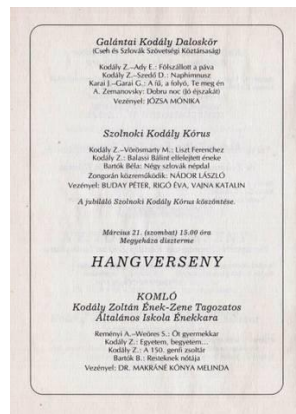 Galántai Kodály Daloskör
(Cseh és Szlovák Szövetségi Köztársaság)
Kodály Z.–Ady E.: Fölszállott a páva
Kodály Z.–Szedő D.: Naphimnusz
Karai J.–Garai G.: A fű, a folyó, Te meg én
A. Zemanovsky: Dobru noc (Jó éjszakát)
Vezényel: JÓZSA MÓNIKA
Szolnoki Kodály Kórus
Kodály Z.–Vörösmarty M.: Liszt Ferenchez
Kodály Z.: Balassi Bálint elfelejtett éneke
Bartók Béla: Négy szlovák népdal
Zongorán közreműködik: NÁDOR LÁSZLÓ
Vezényel: BUDAY PÉTER, RIGÓ ÉVA, VAJNA KATALIN
A jubiláló Szolnoki Kodály Kórus köszöntése.
Március 21. (szombat) 15.00 óra
Megyeháza díszterme
HANGVERSENY
KOMLÓ
Kodály Zoltán Ének-Zene Tagozatos
Általános Iskola Énekkara
Reményi A.–Weöres S.: Öt gyermekkar
Kodály Z.: Egyetem, begyetem...
Kodály Z.: A 150. genfi zsoltár
Bartók B.: Resteknek nótája
Vezényel: DR. MAKRÁNÉ KÓNYA MELINDA